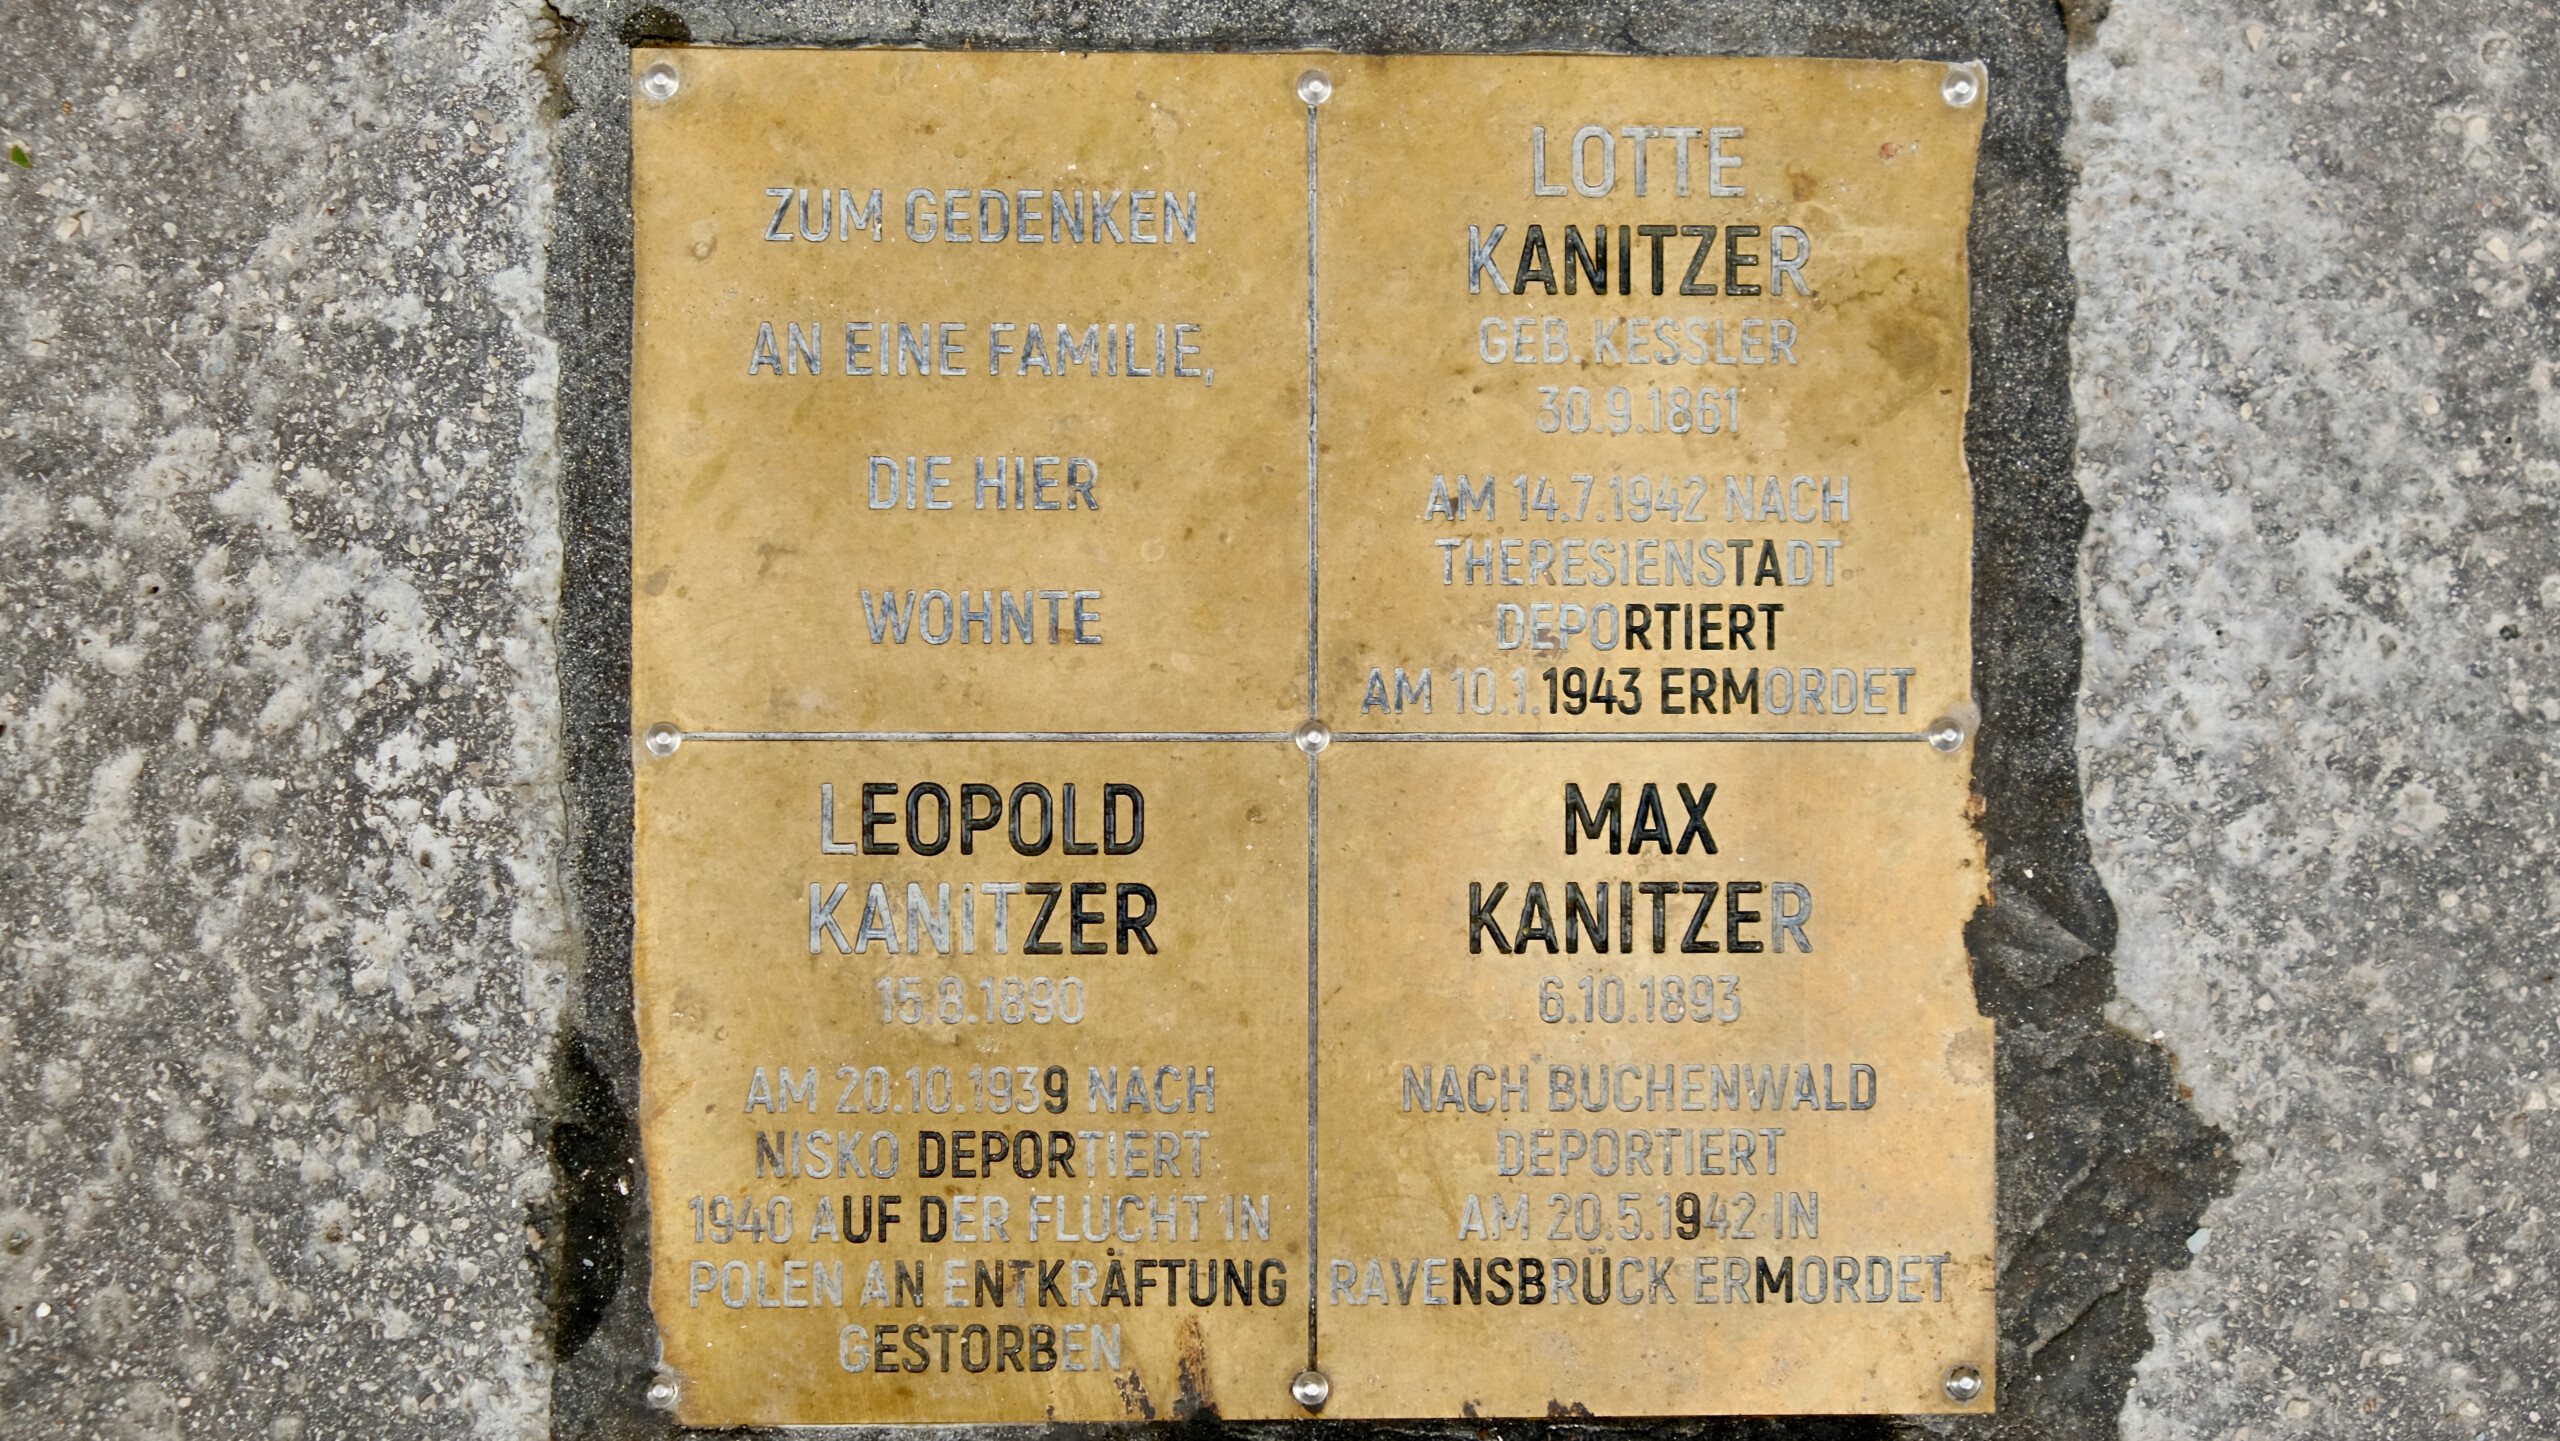 ZUM GEDENKEN
AN EINE FAMILIE,
DIE HIER
WOHNTE
LOTTE
KANITZER
GEB. KESSLER
30.9.1861
AM 14.7.1942 NACH
THERESIENSTADT
DEPORTIERT
AM 10.1.1943 ERMORDET
LEOPOLD
KANITZER
15.8.1890
AM 20.10.1939 NACH
NISKO DEPORTIERT
1940 AUF DER FLUCHT IN
POLEN AN ENTKRÄFTUNG
GESTORBEN
MAX
KANITZER
6.10.1893
NACH BUCHENWALD
DEPORTIERT
AM 20.5.1942 IN
RAVENSBRÜCK ERMORDET